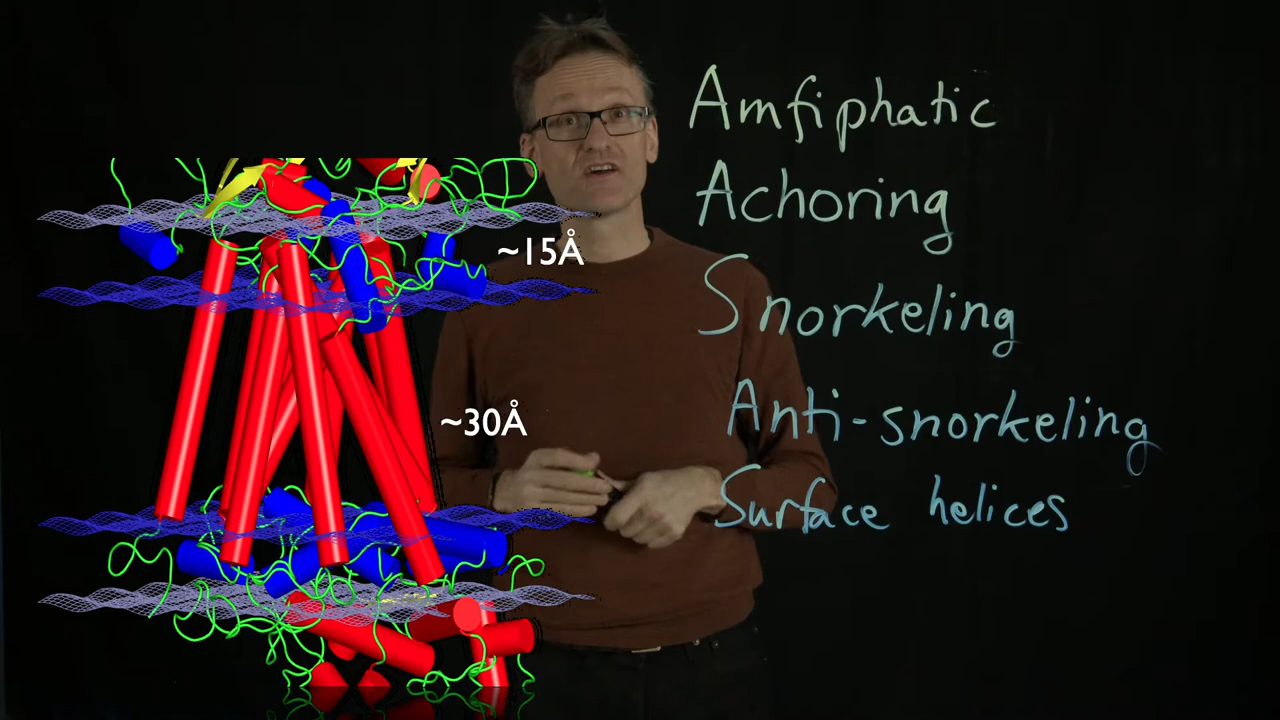 Amfiphatic
Achoring
~15Å
Snorkeling
~30Å
Anti-snorkeling
Surface helices